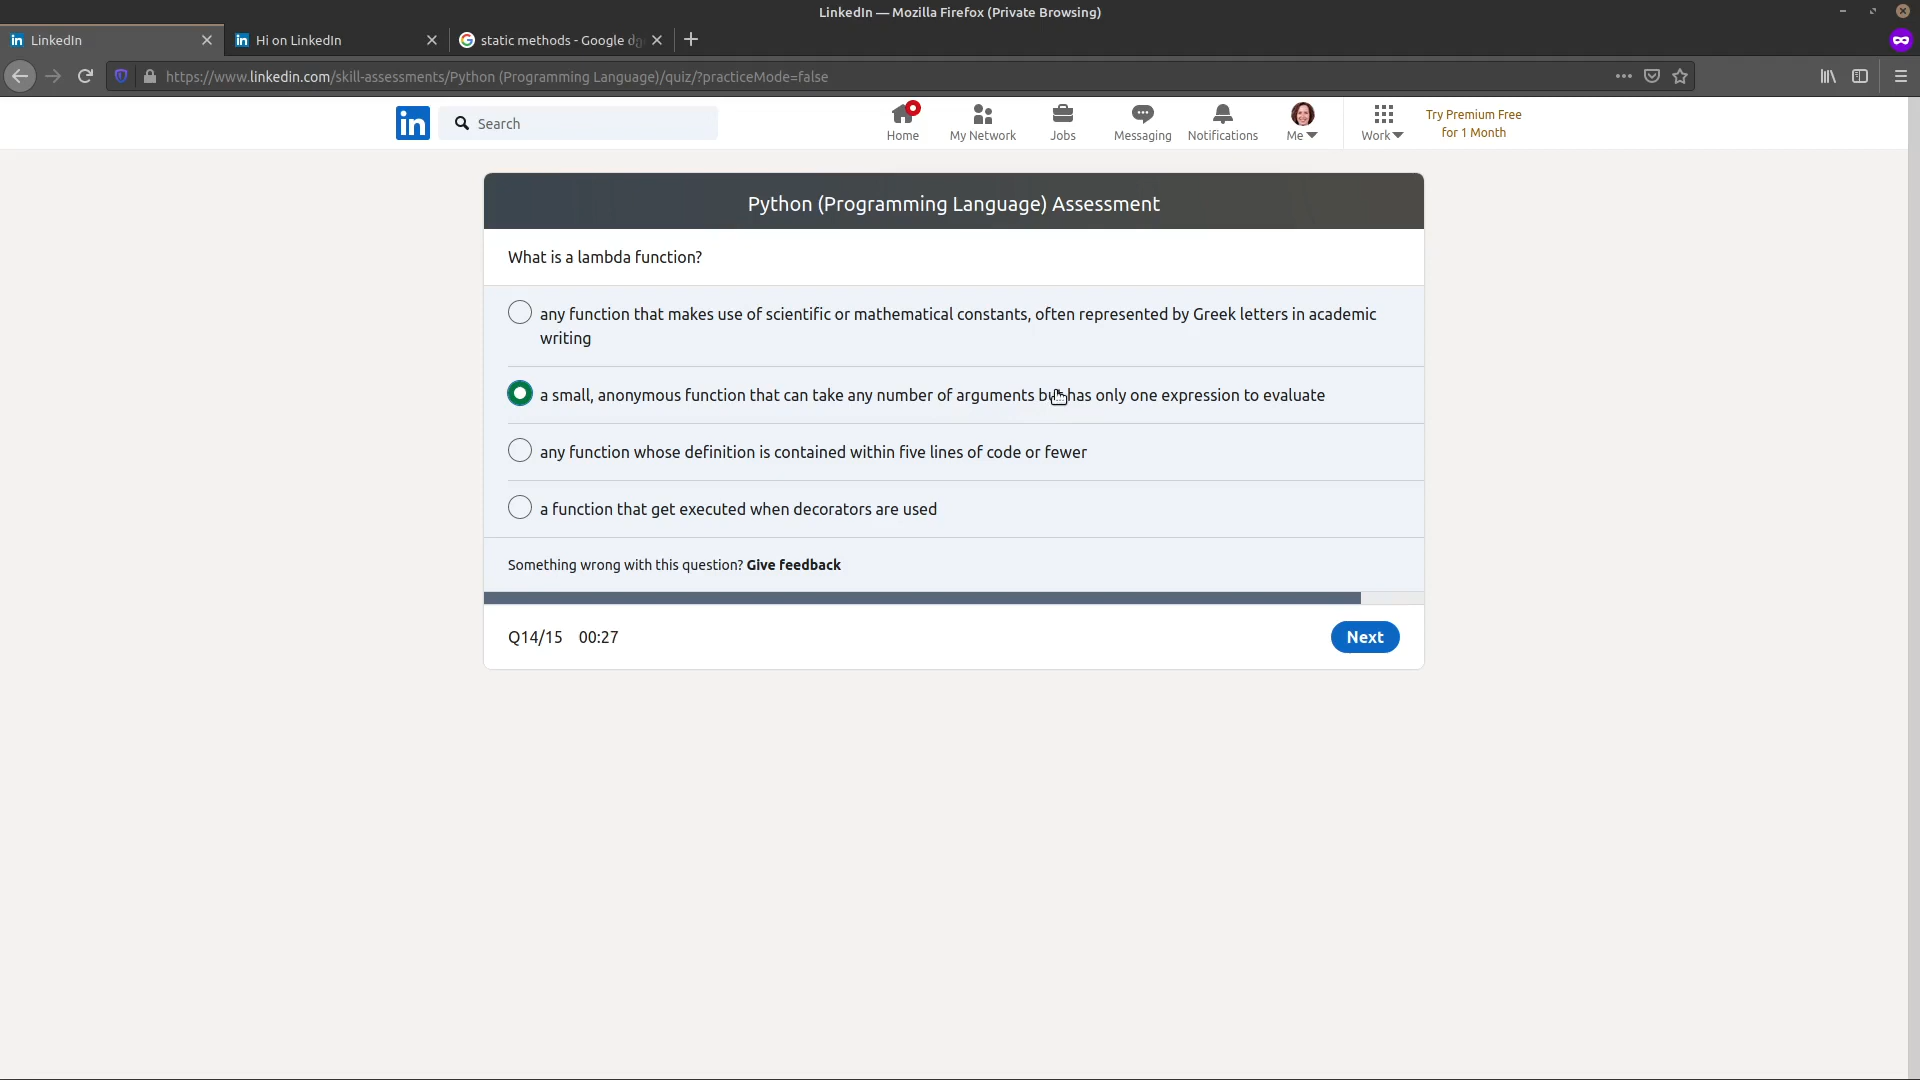 LinkedIn — Mozilla Firefox (Private Browsing)
LinkedIn
Hi on LinkedIn
static methods - Google
https://www.linkedin.com/skill-assessments/Python (Programming Language)/quiz/?practiceMode=false
in
Search
Home
My Network
Jobs
Messaging
Notifications
Me
Work
Try Premium Free
for 1 Month
Python (Programming Language) Assessment
What is a lambda function?
any function that makes use of scientific or mathematical constants, often represented by Greek letters in academic
writing
a small, anonymous function that can take any number of arguments but has only one expression to evaluate
any function whose definition is contained within five lines of code or fewer
a function that get executed when decorators are used
Something wrong with this question? Give feedback
Q14/15 00:27
Next